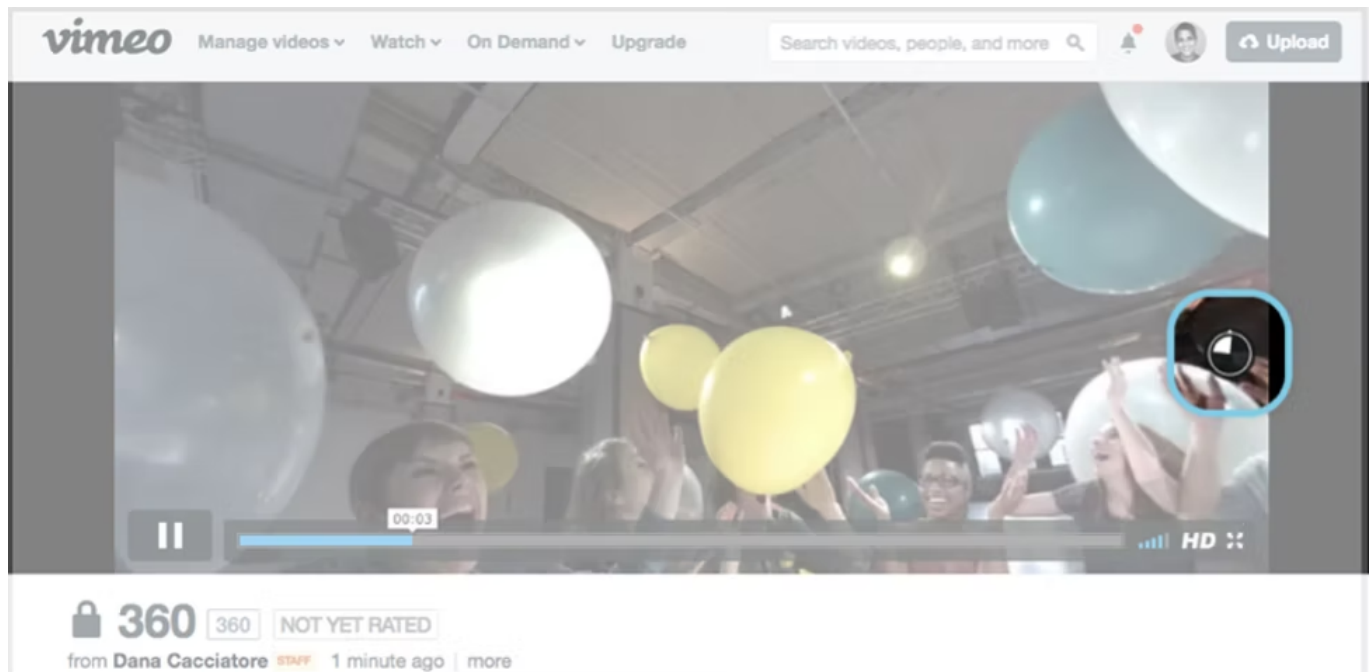 vimeo Manage videos Watch On Demand Upgrade Search videos, people, and more Upload
00:03
HD
360 360 NOT YET RATED
from Dana Cacciatore STAFF 1 minute ago more